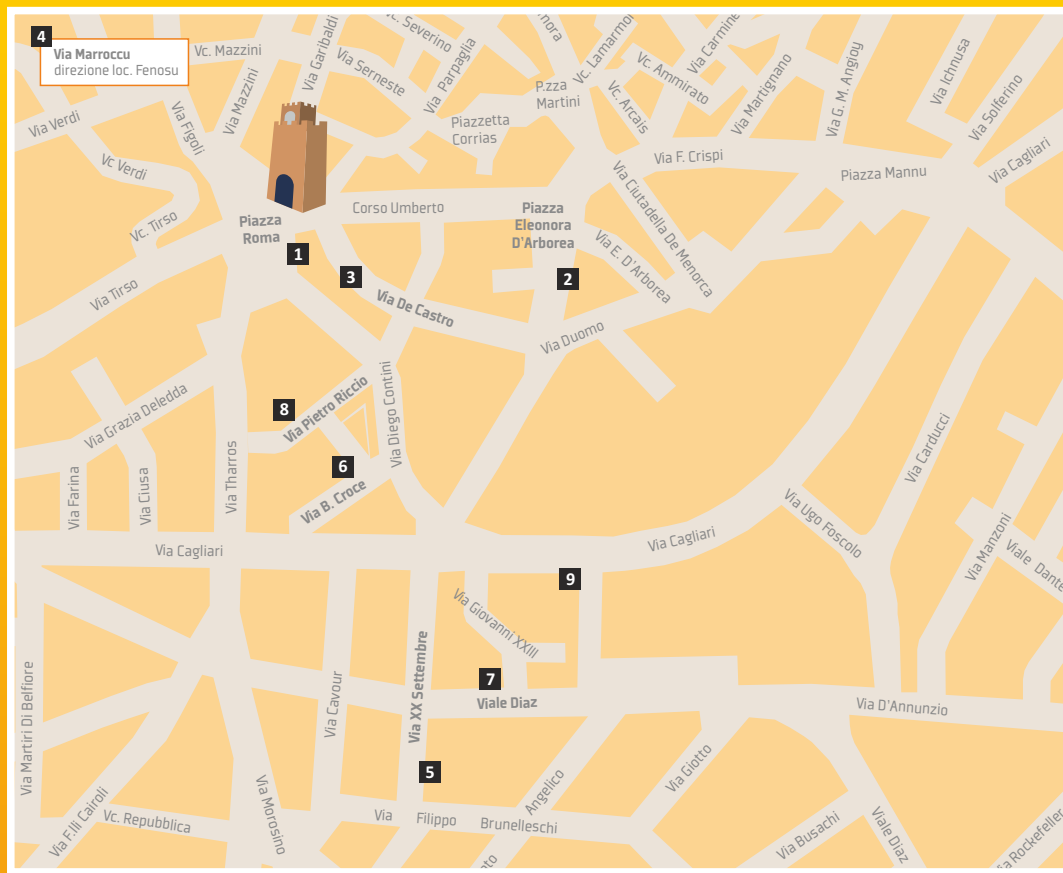 4
Via Marroccu
direzione loc. Fenosu
Vc. Mazzini
Via Garibaldi
Vc. Severino
Via Serneste
Via Parpaglia
Vc. Lamarmora
Via Carmine
Vc. Ammirato
Via Martignano
Via G. M. Angioy
Via Ichnusa
Via Solferino
Via Mazzini
Via Figoli
Via Verdi
Vc Verdi
P.zza
Martini
Vc. Arcais
Piazzetta
Corrias
Via F. Crispi
Via Ciutadella De Menorca
Piazza Mannu
Via Cagliari
Vc. Tirso
Piazza
Roma
Corso Umberto
Piazza
Eleonora
D'Arborea
1
3
2
Via E. D'Arborea
Via Tirso
Via De Castro
Via Duomo
Via Grazia Deledda
8
Via Pietro Riccio
Via Diego Contini
6
Via B. Croce
Via Farina
Via Ciusa
Via Tharros
Via Carducci
Via Ugo Foscolo
Via Manzoni
Viale Dante
Via Cagliari
Via Cagliari
9
Via Giovanni XXIII
7
Viale Diaz
Via XX Settembre
Via Cavour
Via Martiri Di Belfiore
Via D'Annunzio
5
Via Giotto
Angelico
Via Morosino
Via F.lli Cairoli
Vc. Repubblica
Via Filippo Brunelleschi
Via Busachi
Viale Diaz
ia Rockefeller